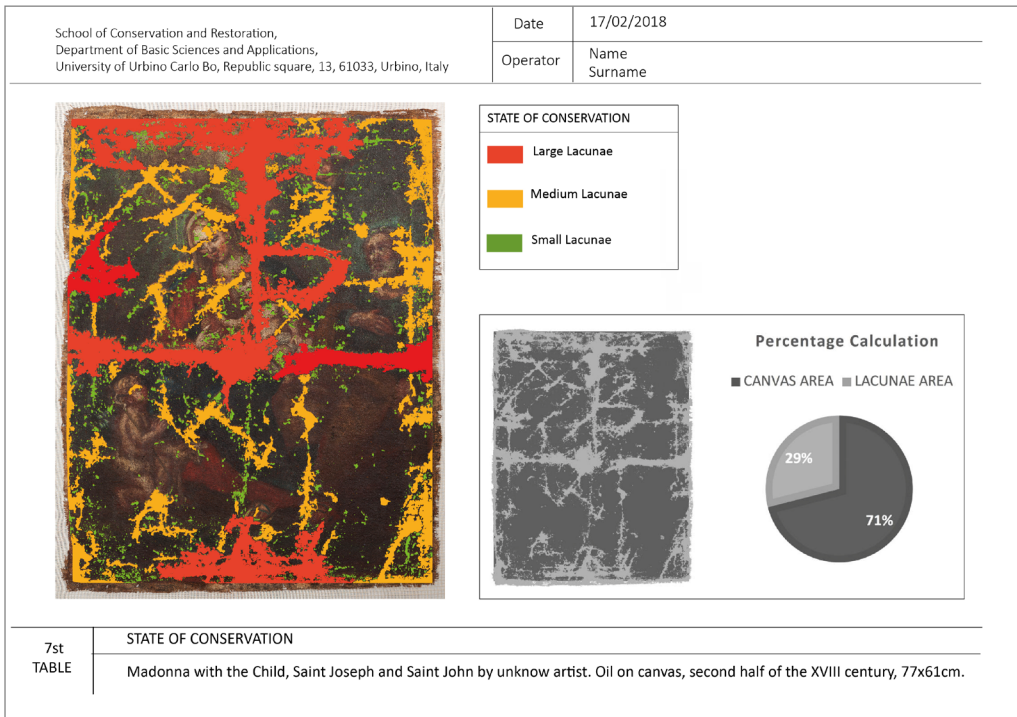 School of Conservation and Restoration,
Department of Basic Sciences and Applications,
University of Urbino Carlo Bo, Republic square, 13, 61033, Urbino, Italy
Date
17/02/2018
Operator
Name
Surname
STATE OF CONSERVATION
Large Lacunae
Medium Lacunae
Small Lacunae
Percentage Calculation
CANVAS AREA LACUNAE AREA
29%
71%
7st
TABLE
STATE OF CONSERVATION
Madonna with the Child, Saint Joseph and Saint John by unknow artist. Oil on canvas, second half of the XVIII century, 77x61cm.